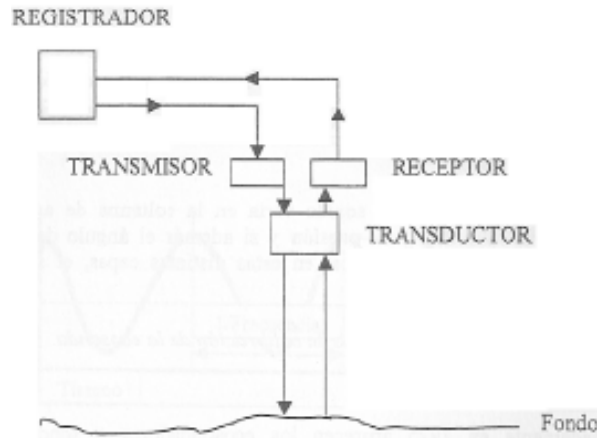 REGISTRADOR
TRANSMISOR
RECEPTOR
TRANSDUCTOR
Fondo